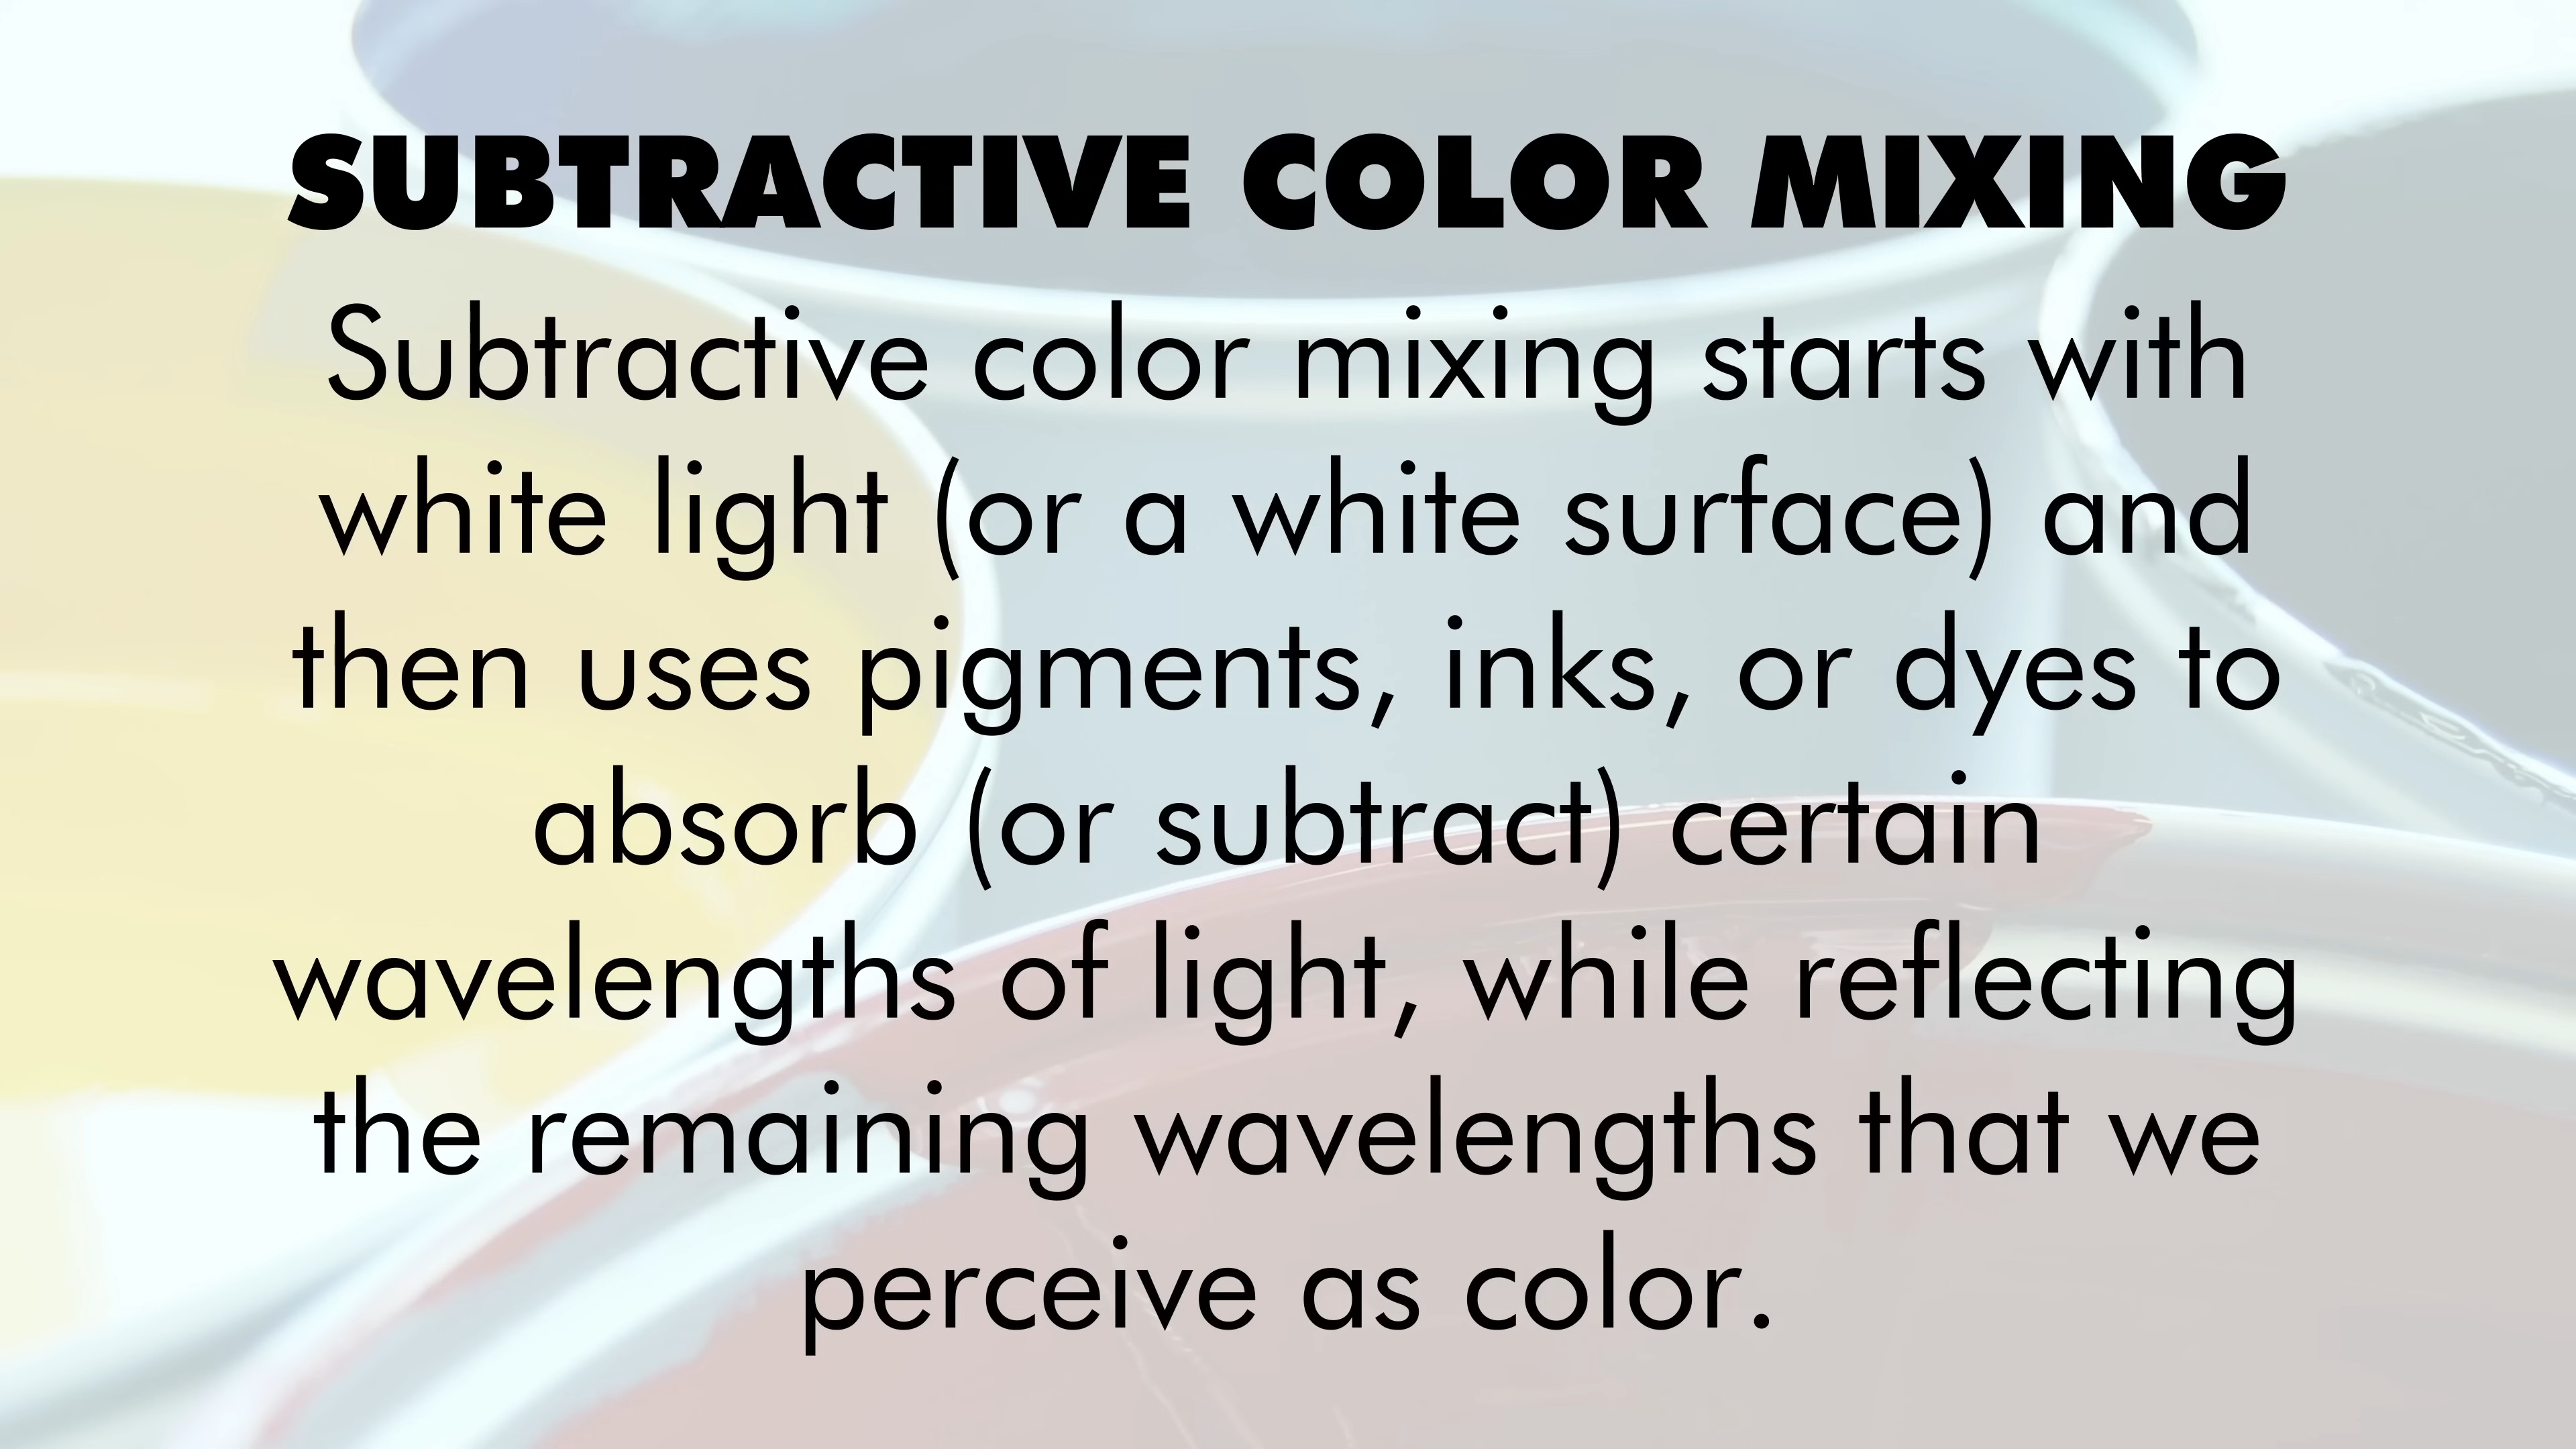 SUBTRACTIVE COLOR MIXING
Subtractive color mixing starts with
white light (or a white surface) and
then uses pigments, inks, or dyes to
absorb (or subtract) certain
wavelengths of light, while reflecting
the remaining wavelengths that we
perceive as color.